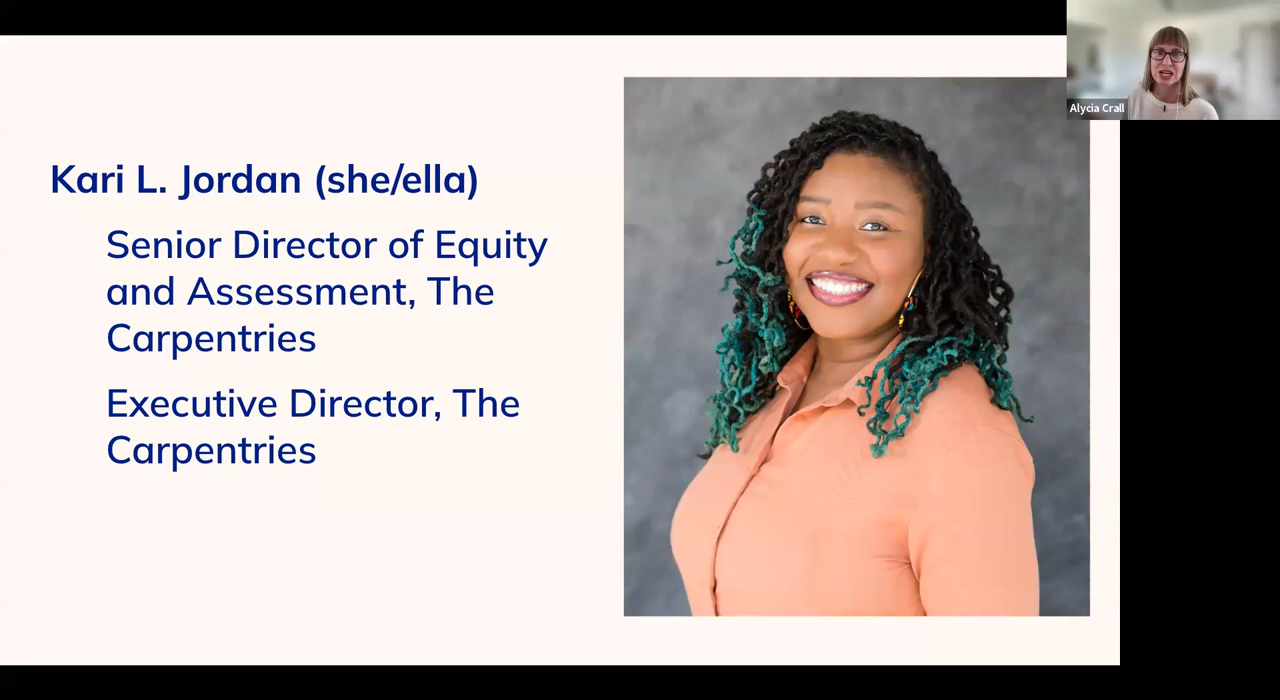 Kari L. Jordan (she/ella)
Senior Director of Equity
and Assessment, The
Carpentries
Executive Director, The
Carpentries
Alycia Crall